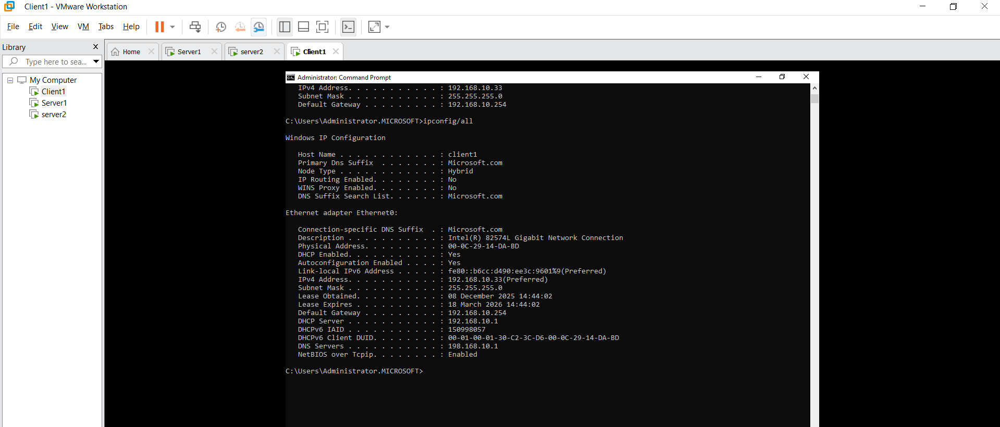 Client1 - VMware Workstation
File Edit View VM Tabs Help
Library
Type here to sea...
My Computer
Client1
Server1
server2
Home
Server1
server2
Client1
Administrator: Command Prompt
IPv4 Address. . . . . . . . . . . : 192.168.10.33
Subnet Mask . . . . . . . . . . . : 255.255.255.0
Default Gateway . . . . . . . . . : 192.168.10.254
C:\Users\Administrator.MICROSOFT>ipconfig/all
Windows IP Configuration
Host Name . . . . . . . . . . . . : client1
Primary Dns Suffix  . . . . . . . : Microsoft.com
Node Type . . . . . . . . . . . . : Hybrid
IP Routing Enabled. . . . . . . . : No
WINS Proxy Enabled. . . . . . . . : No
DNS Suffix Search List. . . . . . : Microsoft.com
Ethernet adapter Ethernet0:
Connection-specific DNS Suffix  . : Microsoft.com
Description . . . . . . . . . . . : Intel(R) 82574L Gigabit Network Connection
Physical Address. . . . . . . . . : 00-0C-29-14-DA-BD
DHCP Enabled. . . . . . . . . . . : Yes
Autoconfiguration Enabled . . . . : Yes
Link-local IPv6 Address . . . . . : fe80::b6cc:d490:ee3c:9601%9(Preferred)
IPv4 Address. . . . . . . . . . . : 192.168.10.33(Preferred)
Subnet Mask . . . . . . . . . . . : 255.255.255.0
Lease Obtained. . . . . . . . . . : 08 December 2025 14:44:02
Lease Expires . . . . . . . . . . : 18 March 2026 14:44:02
Default Gateway . . . . . . . . . : 192.168.10.254
DHCP Server . . . . . . . . . . . : 192.168.10.1
DHCPv6 IAID . . . . . . . . . . . : 150998057
DHCPv6 Client DUID. . . . . . . . : 00-01-00-01-30-C2-3C-D6-00-0C-29-14-DA-BD
DNS Servers . . . . . . . . . . . : 198.168.10.1
NetBIOS over Tcpip. . . . . . . . : Enabled
C:\Users\Administrator.MICROSOFT>